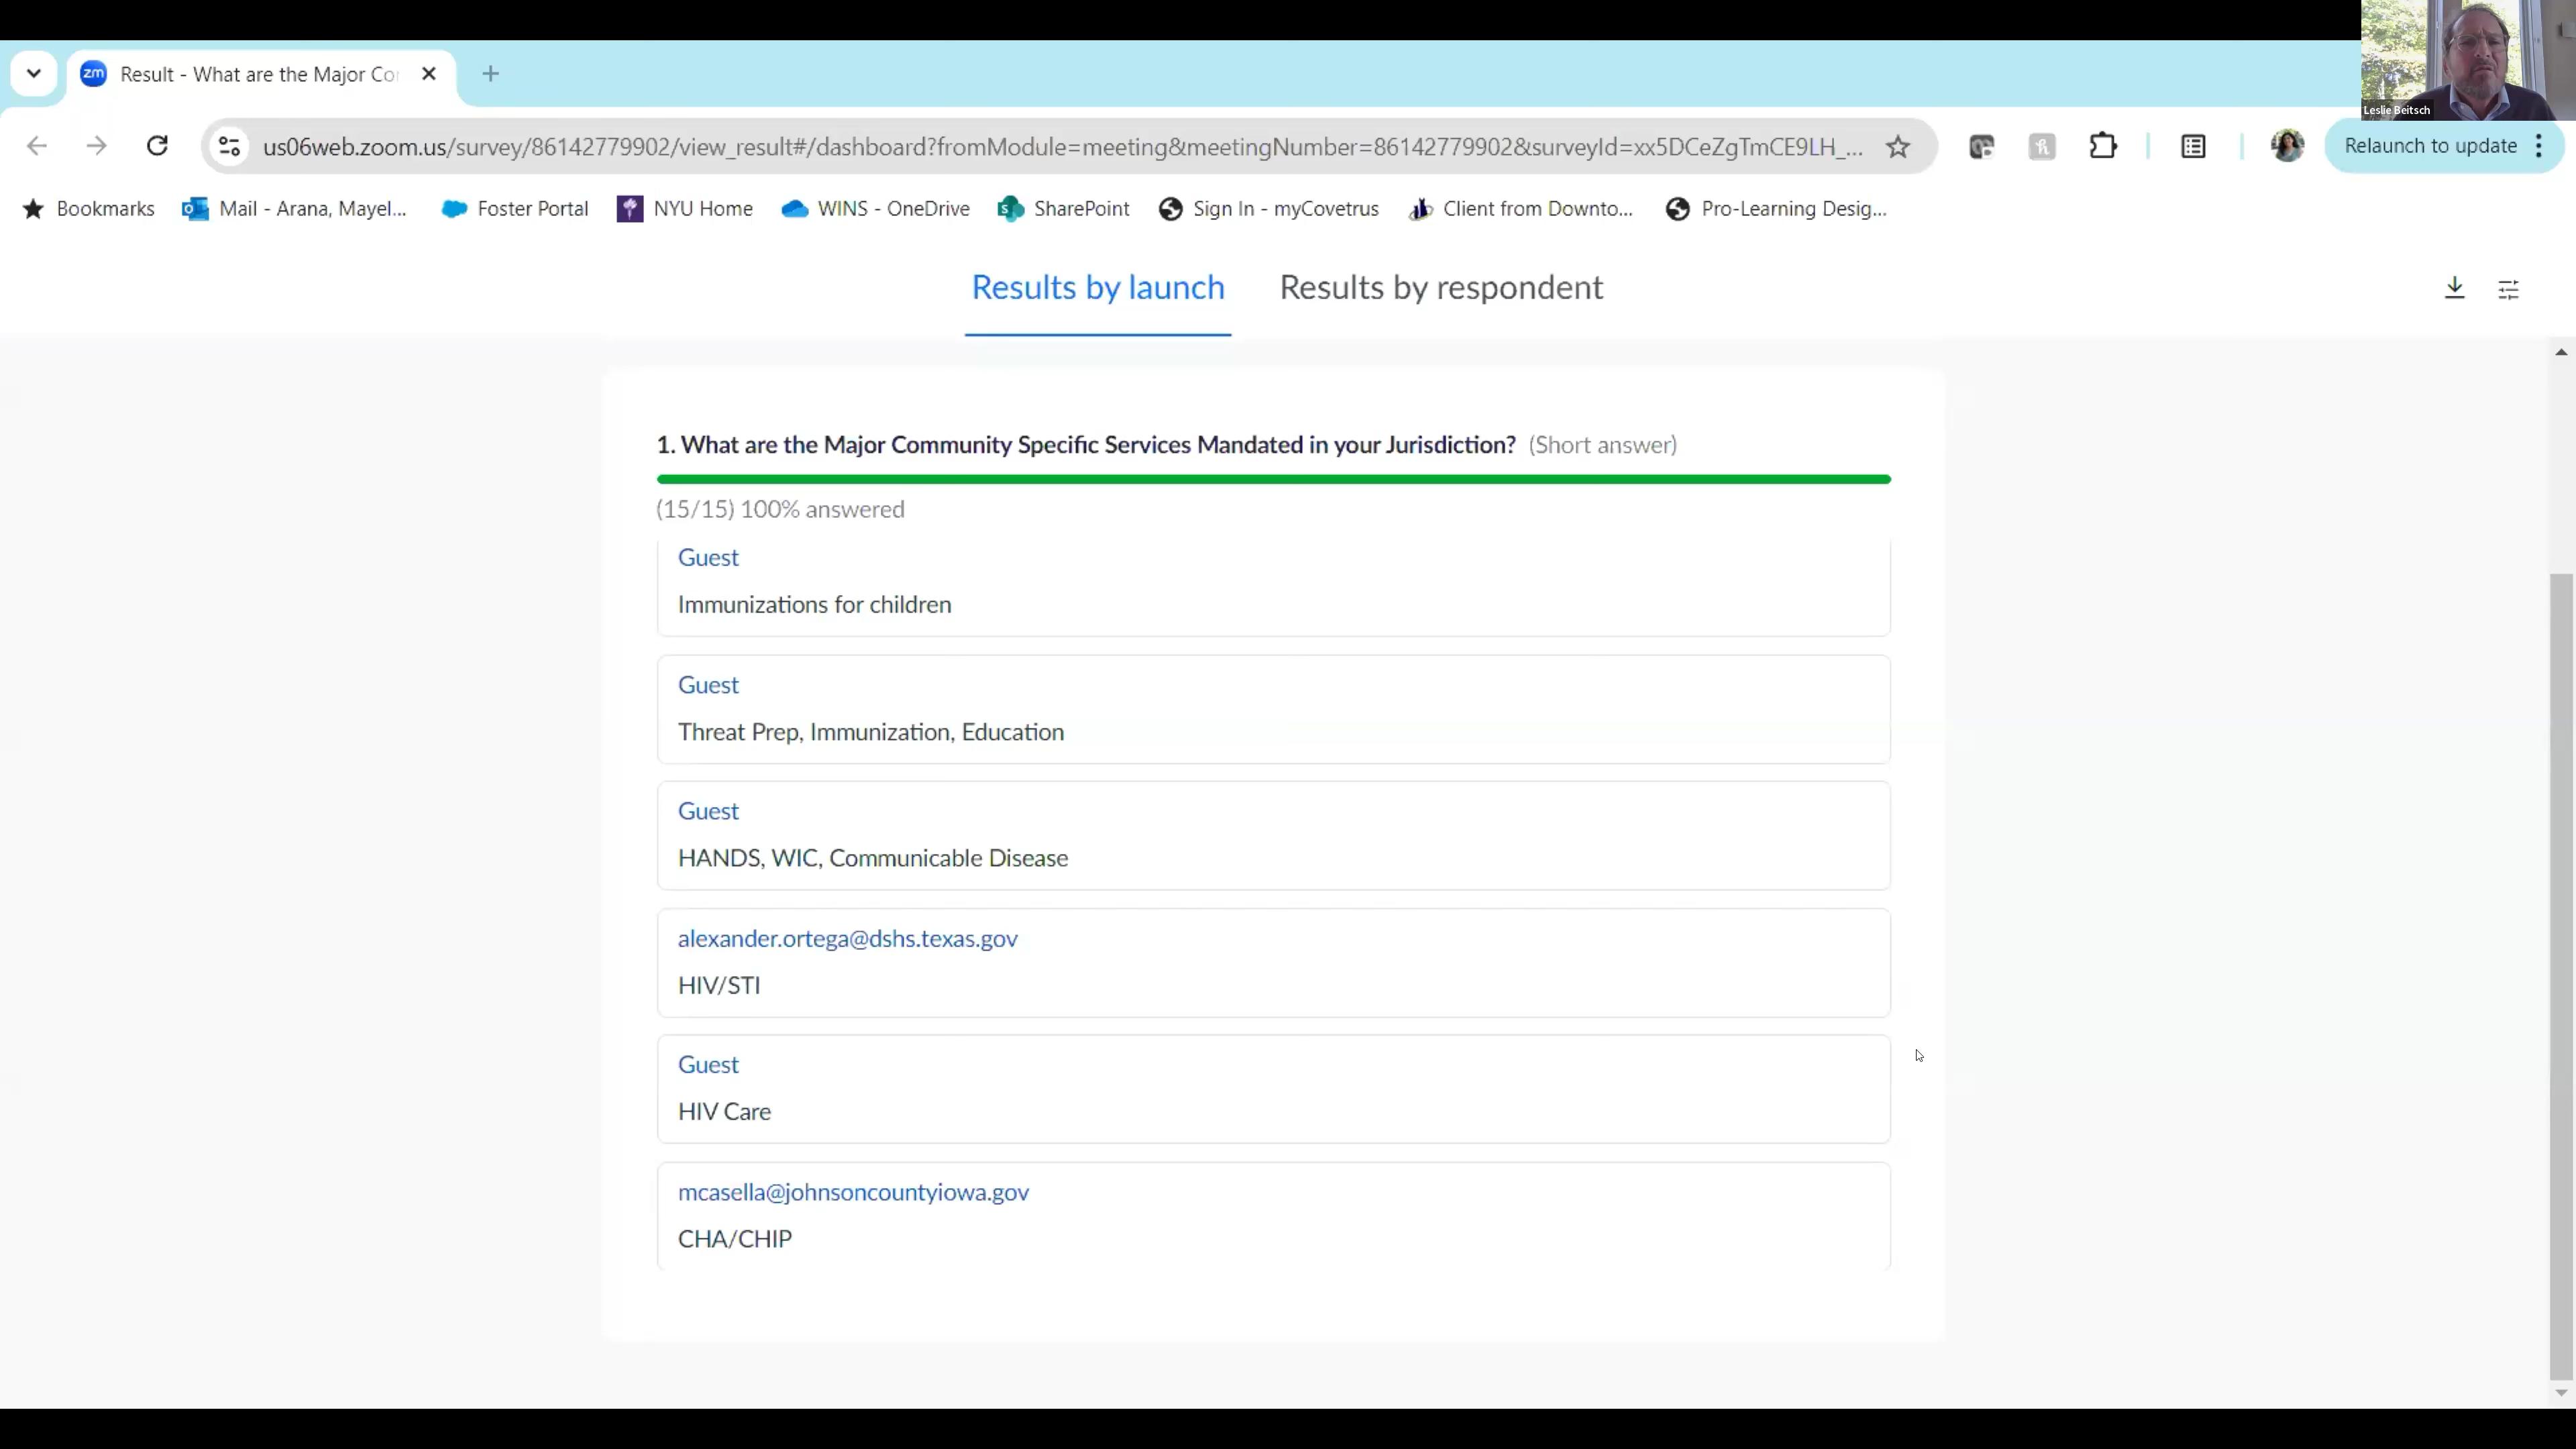 Result - What are the Major Co
Leslie Beitsch
us06web.zoom.us/survey/86142779902/view_result#/dashboard?fromModule=meeting&meetingNumber=86142779902&surveyId=xx5DCeZgTmCE9LH_...
Relaunch to update
Bookmarks
Mail - Arana, Mayel...
Foster Portal
NYU Home
WINS - OneDrive
SharePoint
Sign In - myCovetrus
Client from Downto...
Pro-Learning Desig...
Results by launch
Results by respondent
1. What are the Major Community Specific Services Mandated in your Jurisdiction? (Short answer)
(15/15) 100% answered
Guest
Immunizations for children
Guest
Threat Prep, Immunization, Education
Guest
HANDS, WIC, Communicable Disease
alexander.ortega@dshs.texas.gov
HIV/STI
Guest
HIV Care
mcasella@johnsoncountyiowa.gov
CHA/CHIP